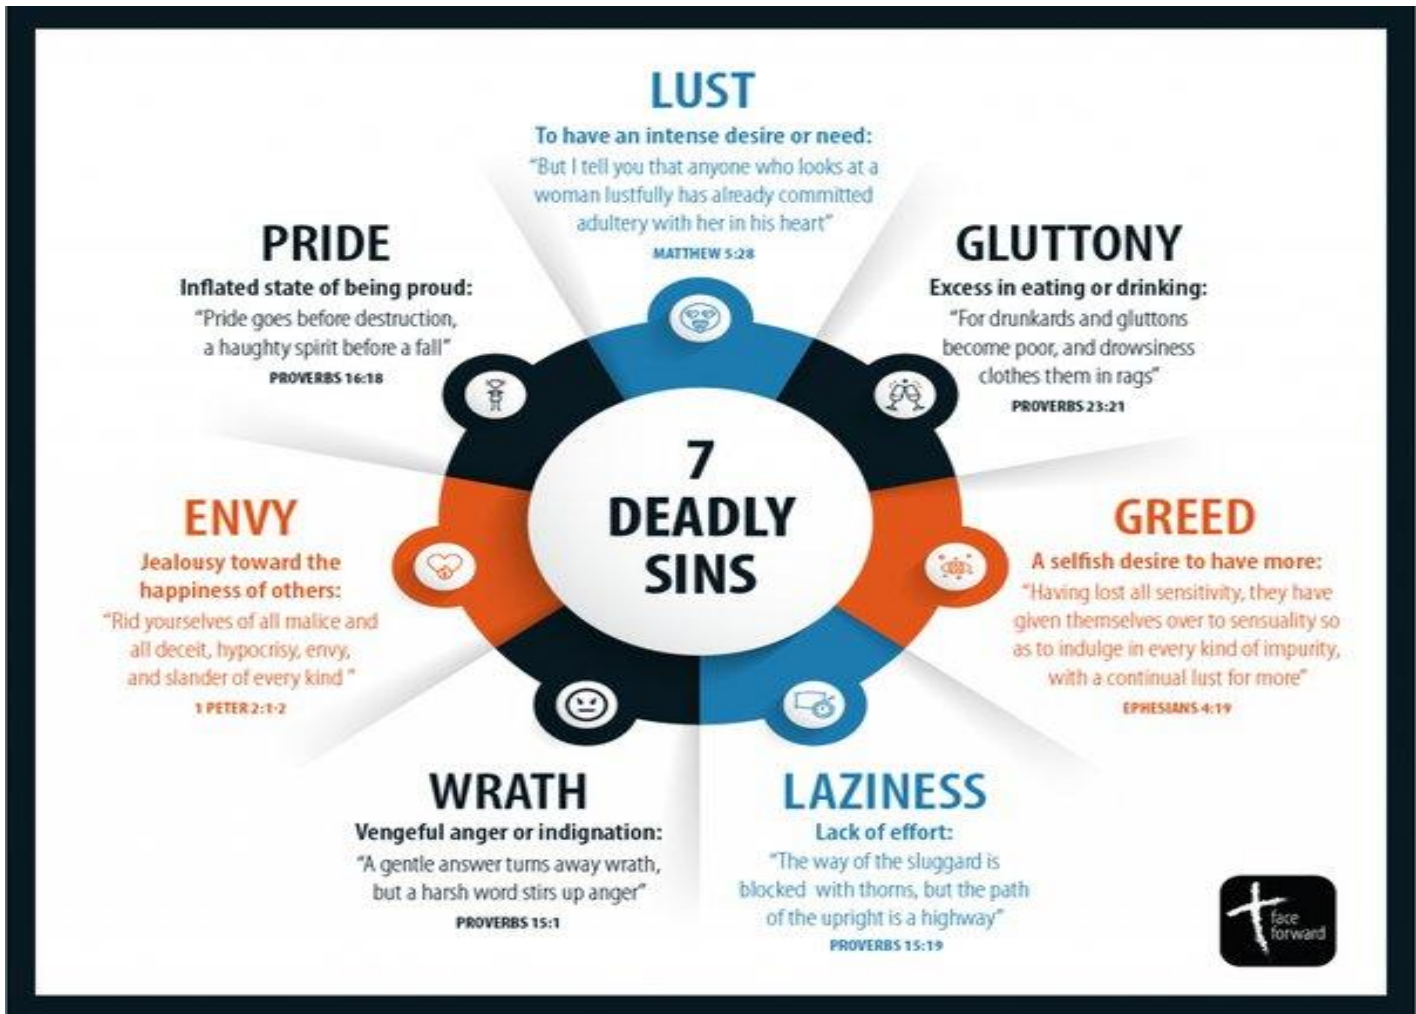 LUST
To have an intense desire or need:
“But I tell you that anyone who looks at a
woman lustfully has already committed
adultery with her in his heart”
MATTHEW 5:28
PRIDE
Inflated state of being proud:
“Pride goes before destruction,
a haughty spirit before a fall”
PROVERBS 16:18
GLUTTONY
Excess in eating or drinking:
“For drunkards and gluttons
become poor, and drowsiness
clothes them in rags”
PROVERBS 23:21
7
DEADLY
SINS
ENVY
Jealousy toward the
happiness of others:
“Rid yourselves of all malice and
all deceit, hypocrisy, envy,
and slander of every kind ”
1 PETER 2:1-2
GREED
A selfish desire to have more:
“Having lost all sensitivity, they have
given themselves over to sensuality so
as to indulge in every kind of impurity,
with a continual lust for more”
EPHESIANS 4:19
WRATH
Vengeful anger or indignation:
“A gentle answer turns away wrath,
but a harsh word stirs up anger”
PROVERBS 15:1
LAZINESS
Lack of effort:
“The way of the sluggard is
blocked with thorns, but the path
of the upright is a highway”
PROVERBS 15:19
face
forward